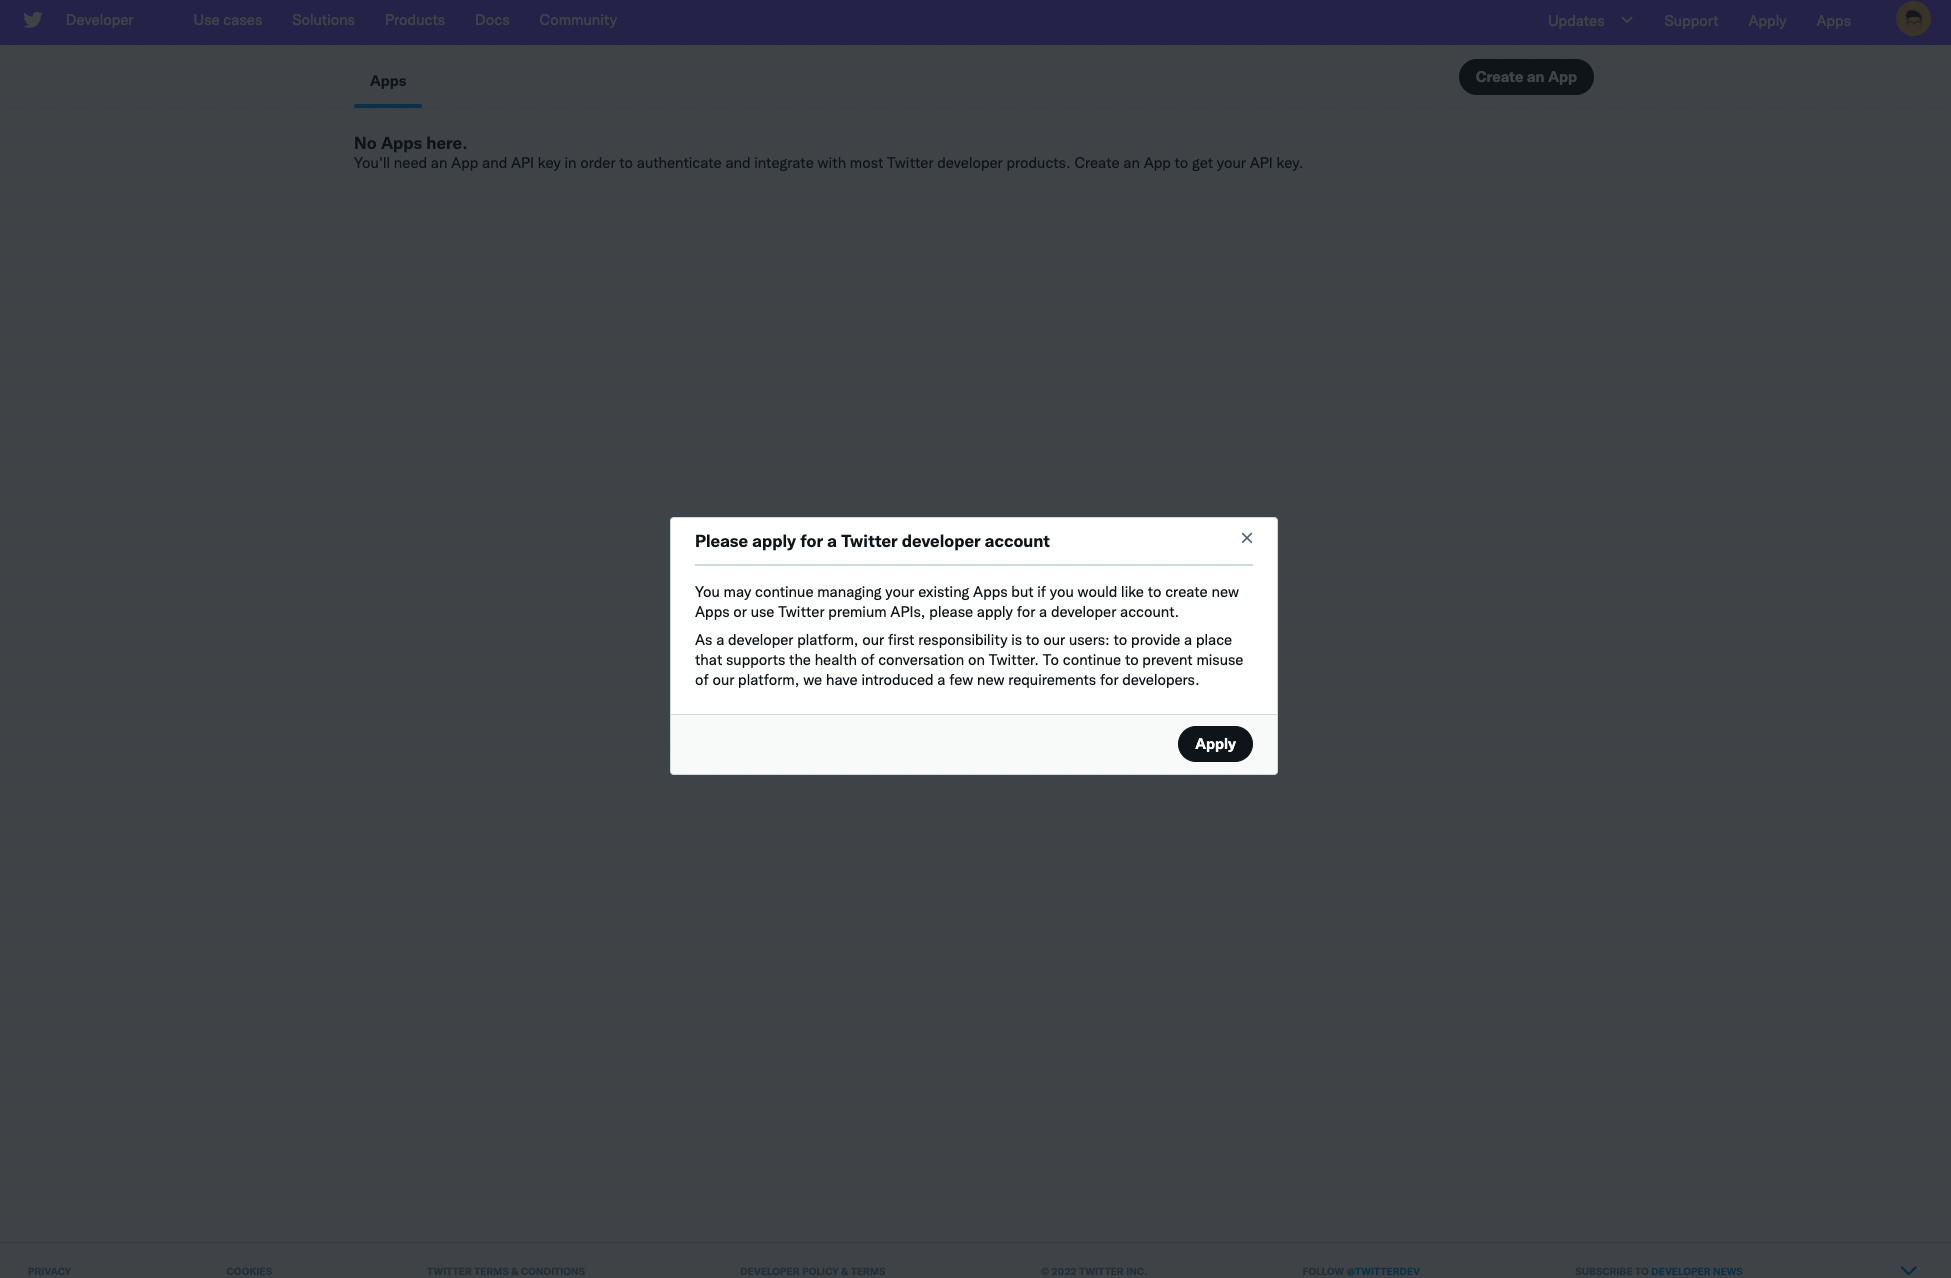 Developer
Use cases
Solutions
Products
Docs
Community
Updates
Support
Apply
Apps
Apps
Create an App
No Apps here.
You'll need an App and API key in order to authenticate and integrate with most Twitter developer products. Create an App to get your API key.
Please apply for a Twitter developer account
You may continue managing your existing Apps but if you would like to create new
Apps or use Twitter premium APIs, please apply for a developer account.
As a developer platform, our first responsibility is to our users: to provide a place
that supports the health of conversation on Twitter. To continue to prevent misuse
of our platform, we have introduced a few new requirements for developers.
Apply
PRIVACY
COOKIES
TWITTER TERMS & CONDITIONS
DEVELOPER POLICY & TERMS
© 2022 TWITTER INC.
FOLLOW @TWITTERDEV
SUBSCRIBE TO DEVELOPER NEWS